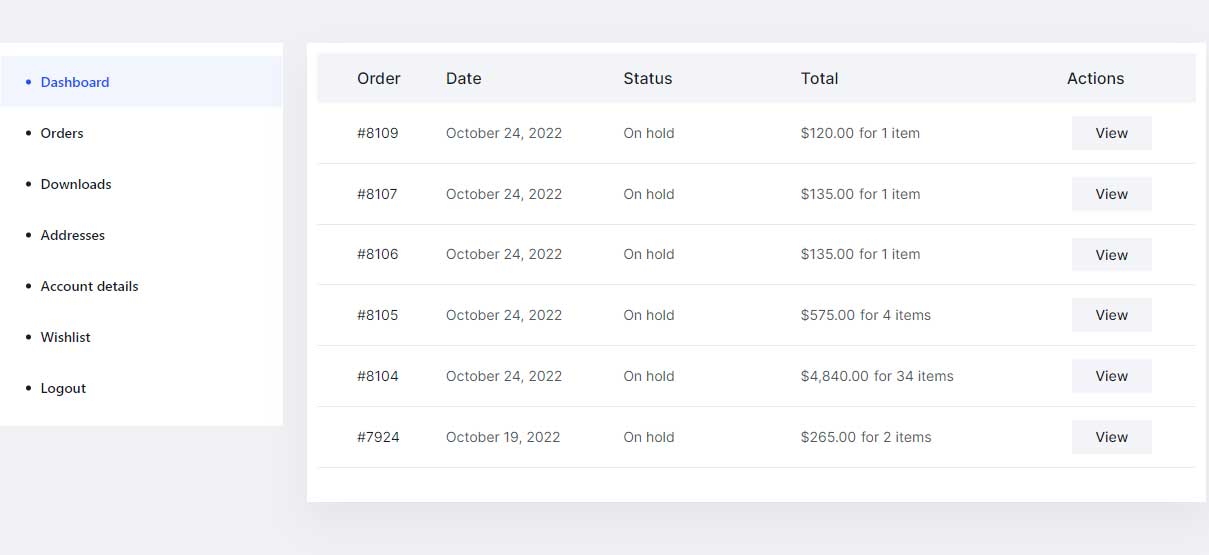 Dashboard
Orders
Downloads
Addresses
Account details
Wishlist
Logout
Order Date Status Total Actions
#8109 October 24, 2022 On hold $120.00 for 1 item View
#8107 October 24, 2022 On hold $135.00 for 1 item View
#8106 October 24, 2022 On hold $135.00 for 1 item View
#8105 October 24, 2022 On hold $575.00 for 4 items View
#8104 October 24, 2022 On hold $4,840.00 for 34 items View
#7924 October 19, 2022 On hold $265.00 for 2 items View